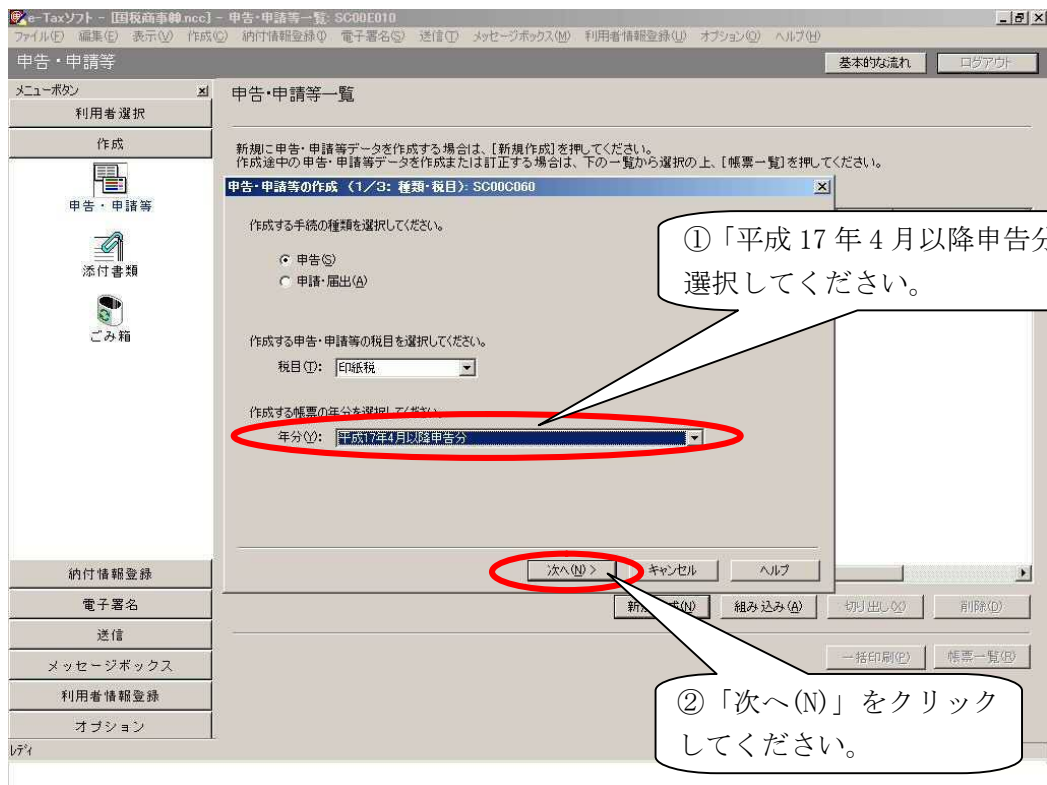 e-Taxソフト - [国税商事㈱.ncc] - 申告・申請等一覧: SC00E010
ファイル(F) 編集(E) 表示(V) 作成(C) 納付情報登録(I) 電子署名(S) 送信(T) メッセージボックス(M) 利用者情報登録(U) オプション(O) ヘルプ(H)
申告・申請等
基本的な流れ
ログアウト
メニューボタン
利用者選択
作成
申告・申請等
添付書類
ごみ箱
納付情報登録
電子署名
送信
メッセージボックス
利用者情報登録
オプション
申告・申請等一覧
新規に申告・申請等データを作成する場合は、[新規作成]を押してください。
作成途中の申告・申請等データを作成または訂正する場合は、下の一覧から選択の上、[帳票一覧]を押してください。
申告・申請等の作成 〈1/3: 種類・税目〉: SC00C060
作成する手続の種類を選択してください。
申告(S)
申請・届出(A)
作成する申告・申請等の税目を選択してください。
税目(T): 印紙税
作成する帳票の年分を選択してください。
年分(Y): 平成17年4月以降申告分
次へ(N) >
キャンセル
ヘルプ
①「平成 17 年 4 月以降申告分
選択してください。
組み込み(A)
切り出し(X)
削除(D)
一括印刷(P)
帳票一覧(R)
②「次へ(N)」をクリック
してください。
レディ